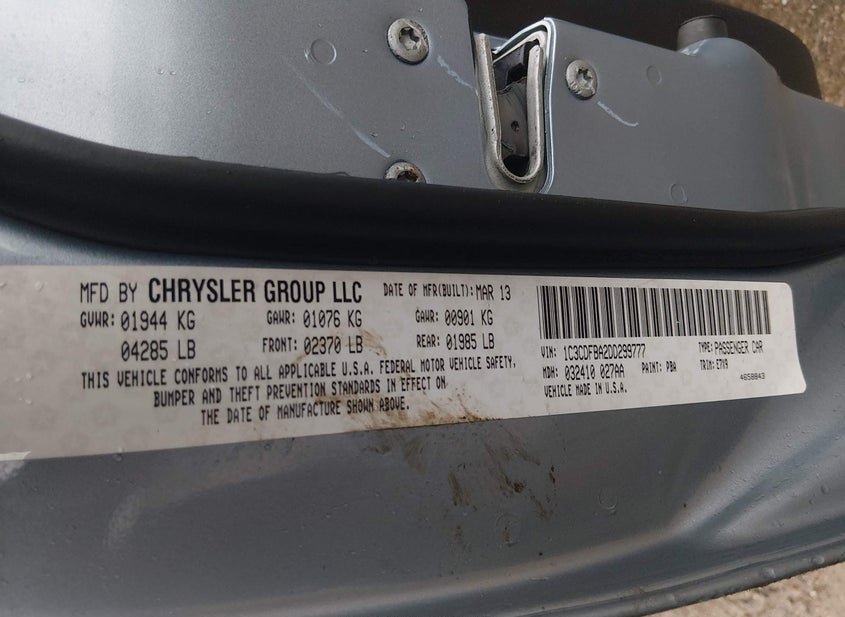 MFD BY CHRYSLER GROUP LLC DATE OF MFR(BUILT): MAR 13
GVWR: 01944 KG GAWR: 01076 KG GAWR: 00901 KG
04285 LB FRONT: 02370 LB REAR: 01985 LB
THIS VEHICLE CONFORMS TO ALL APPLICABLE U.S.A. FEDERAL MOTOR VEHICLE SAFETY,
BUMPER AND THEFT PREVENTION STANDARDS IN EFFECT ON
THE DATE OF MANUFACTURE SHOWN ABOVE.
VIN: 1C3CDFBA2DD299777 TYPE: PASSENGER CAR
MDH: 032410 027AA PAINT: PBA TRIM: E7X9
VEHICLE MADE IN U.S.A. 4658843